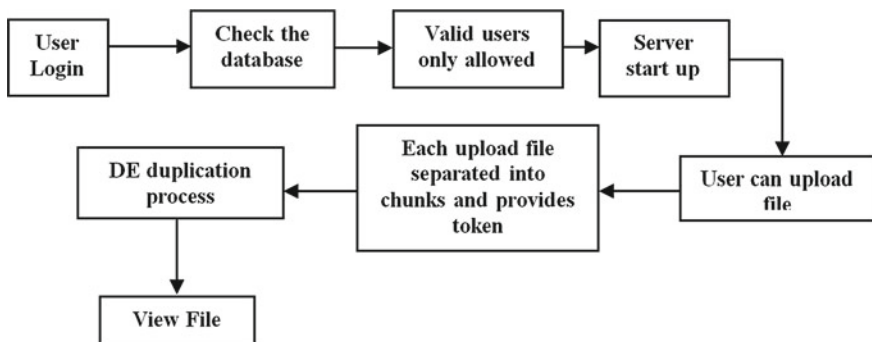 User
Login
Check the
database
Valid users
only allowed
Server
start up
User can upload
file
Each upload file
separated into
chunks and provides
token
DE duplication
process
View File